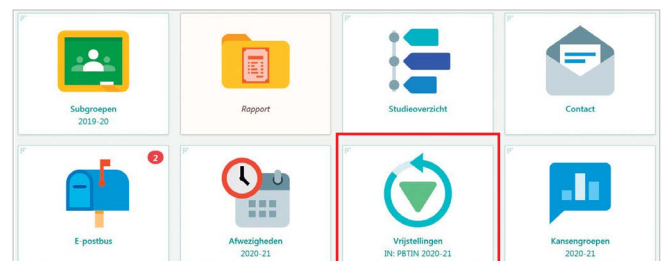 Subgroepen
2019-20
Rapport
Studieoverzicht
Contact
2
E-postbus
Afwezigheden
2020-21
Vrijstellingen
IN: PBTIN 2020-21
Kansengroepen
2020-21